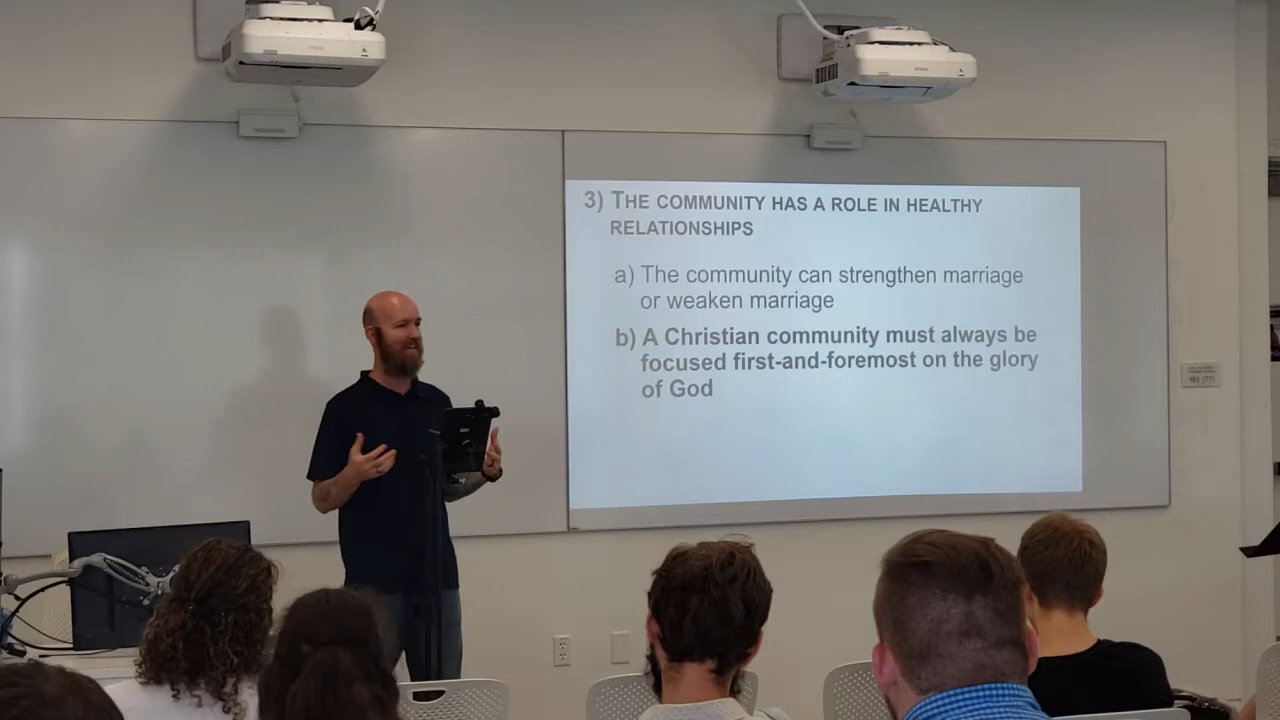 3) THE COMMUNITY HAS A ROLE IN HEALTHY
RELATIONSHIPS
a) The community can strengthen marriage
or weaken marriage
b) A Christian community must always be
focused first-and-foremost on the glory
of God